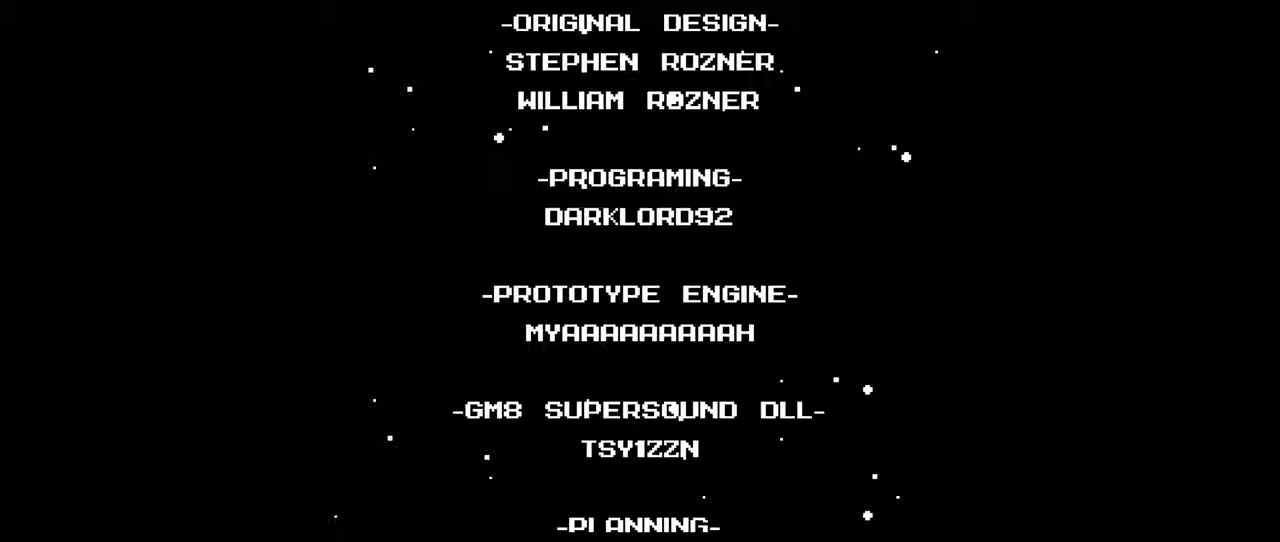 -ORIGINAL DESIGN-
STEPHEN ROZNER
WILLIAM ROZNER
-PROGRAMING-
DARKLORD92
-PROTOTYPE ENGINE-
MYAAAAAAAAAH
-GM8 SUPERSOUND DLL-
TSY1ZZN
-PLANNING-